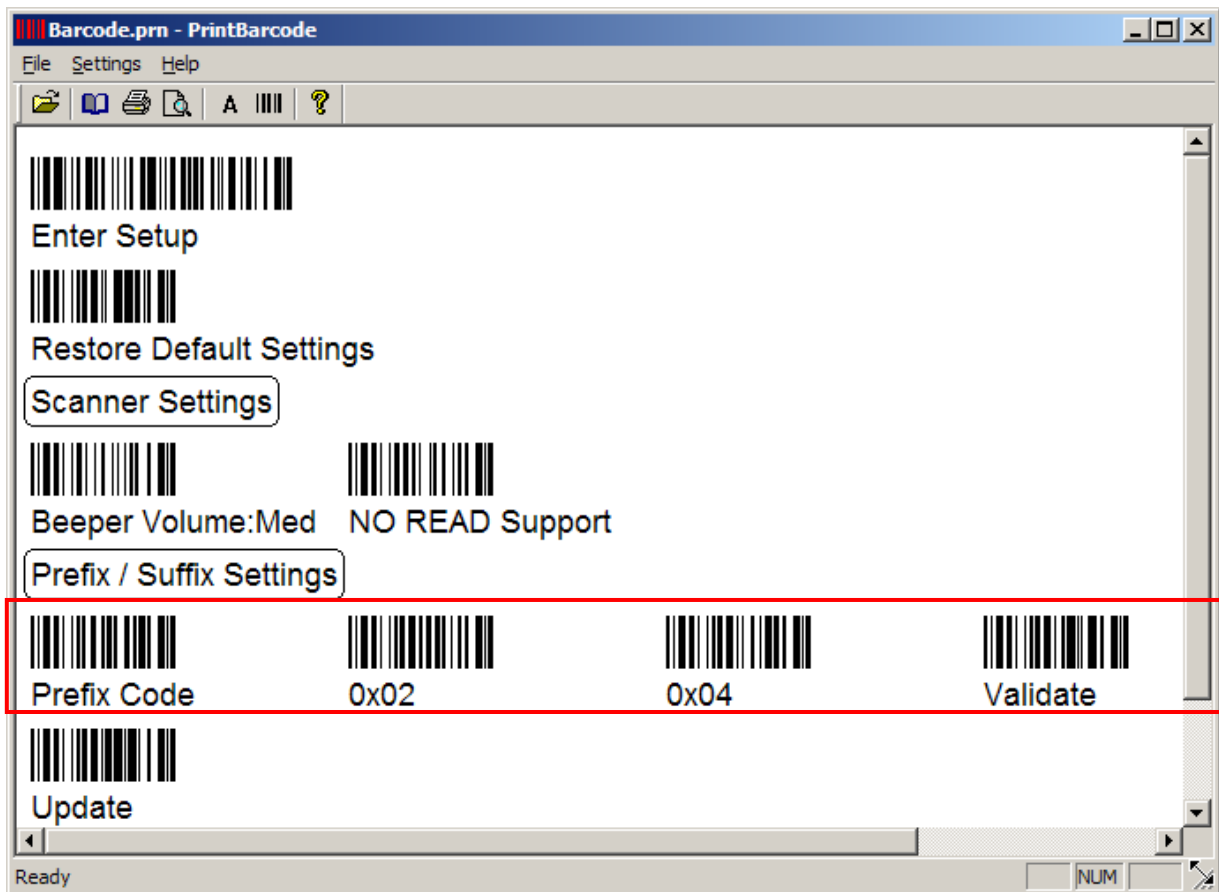 Barcode.prn - PrintBarcode
File Settings Help
A
Enter Setup
Restore Default Settings
Scanner Settings
Beeper Volume:Med NO READ Support
Prefix / Suffix Settings
Prefix Code 0x02 0x04 Validate
Update
Ready NUM